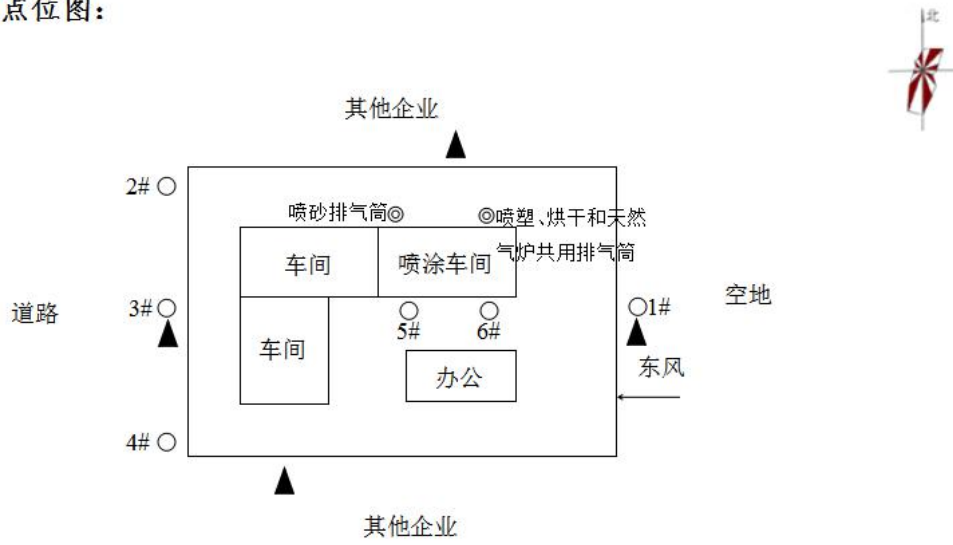 点位图：
北
其他企业
2#
喷砂排气筒
喷塑、烘干和天然
气炉共用排气筒
车间
喷涂车间
道路
3#
5#
6#
1#
空地
车间
办公
东风
4#
其他企业